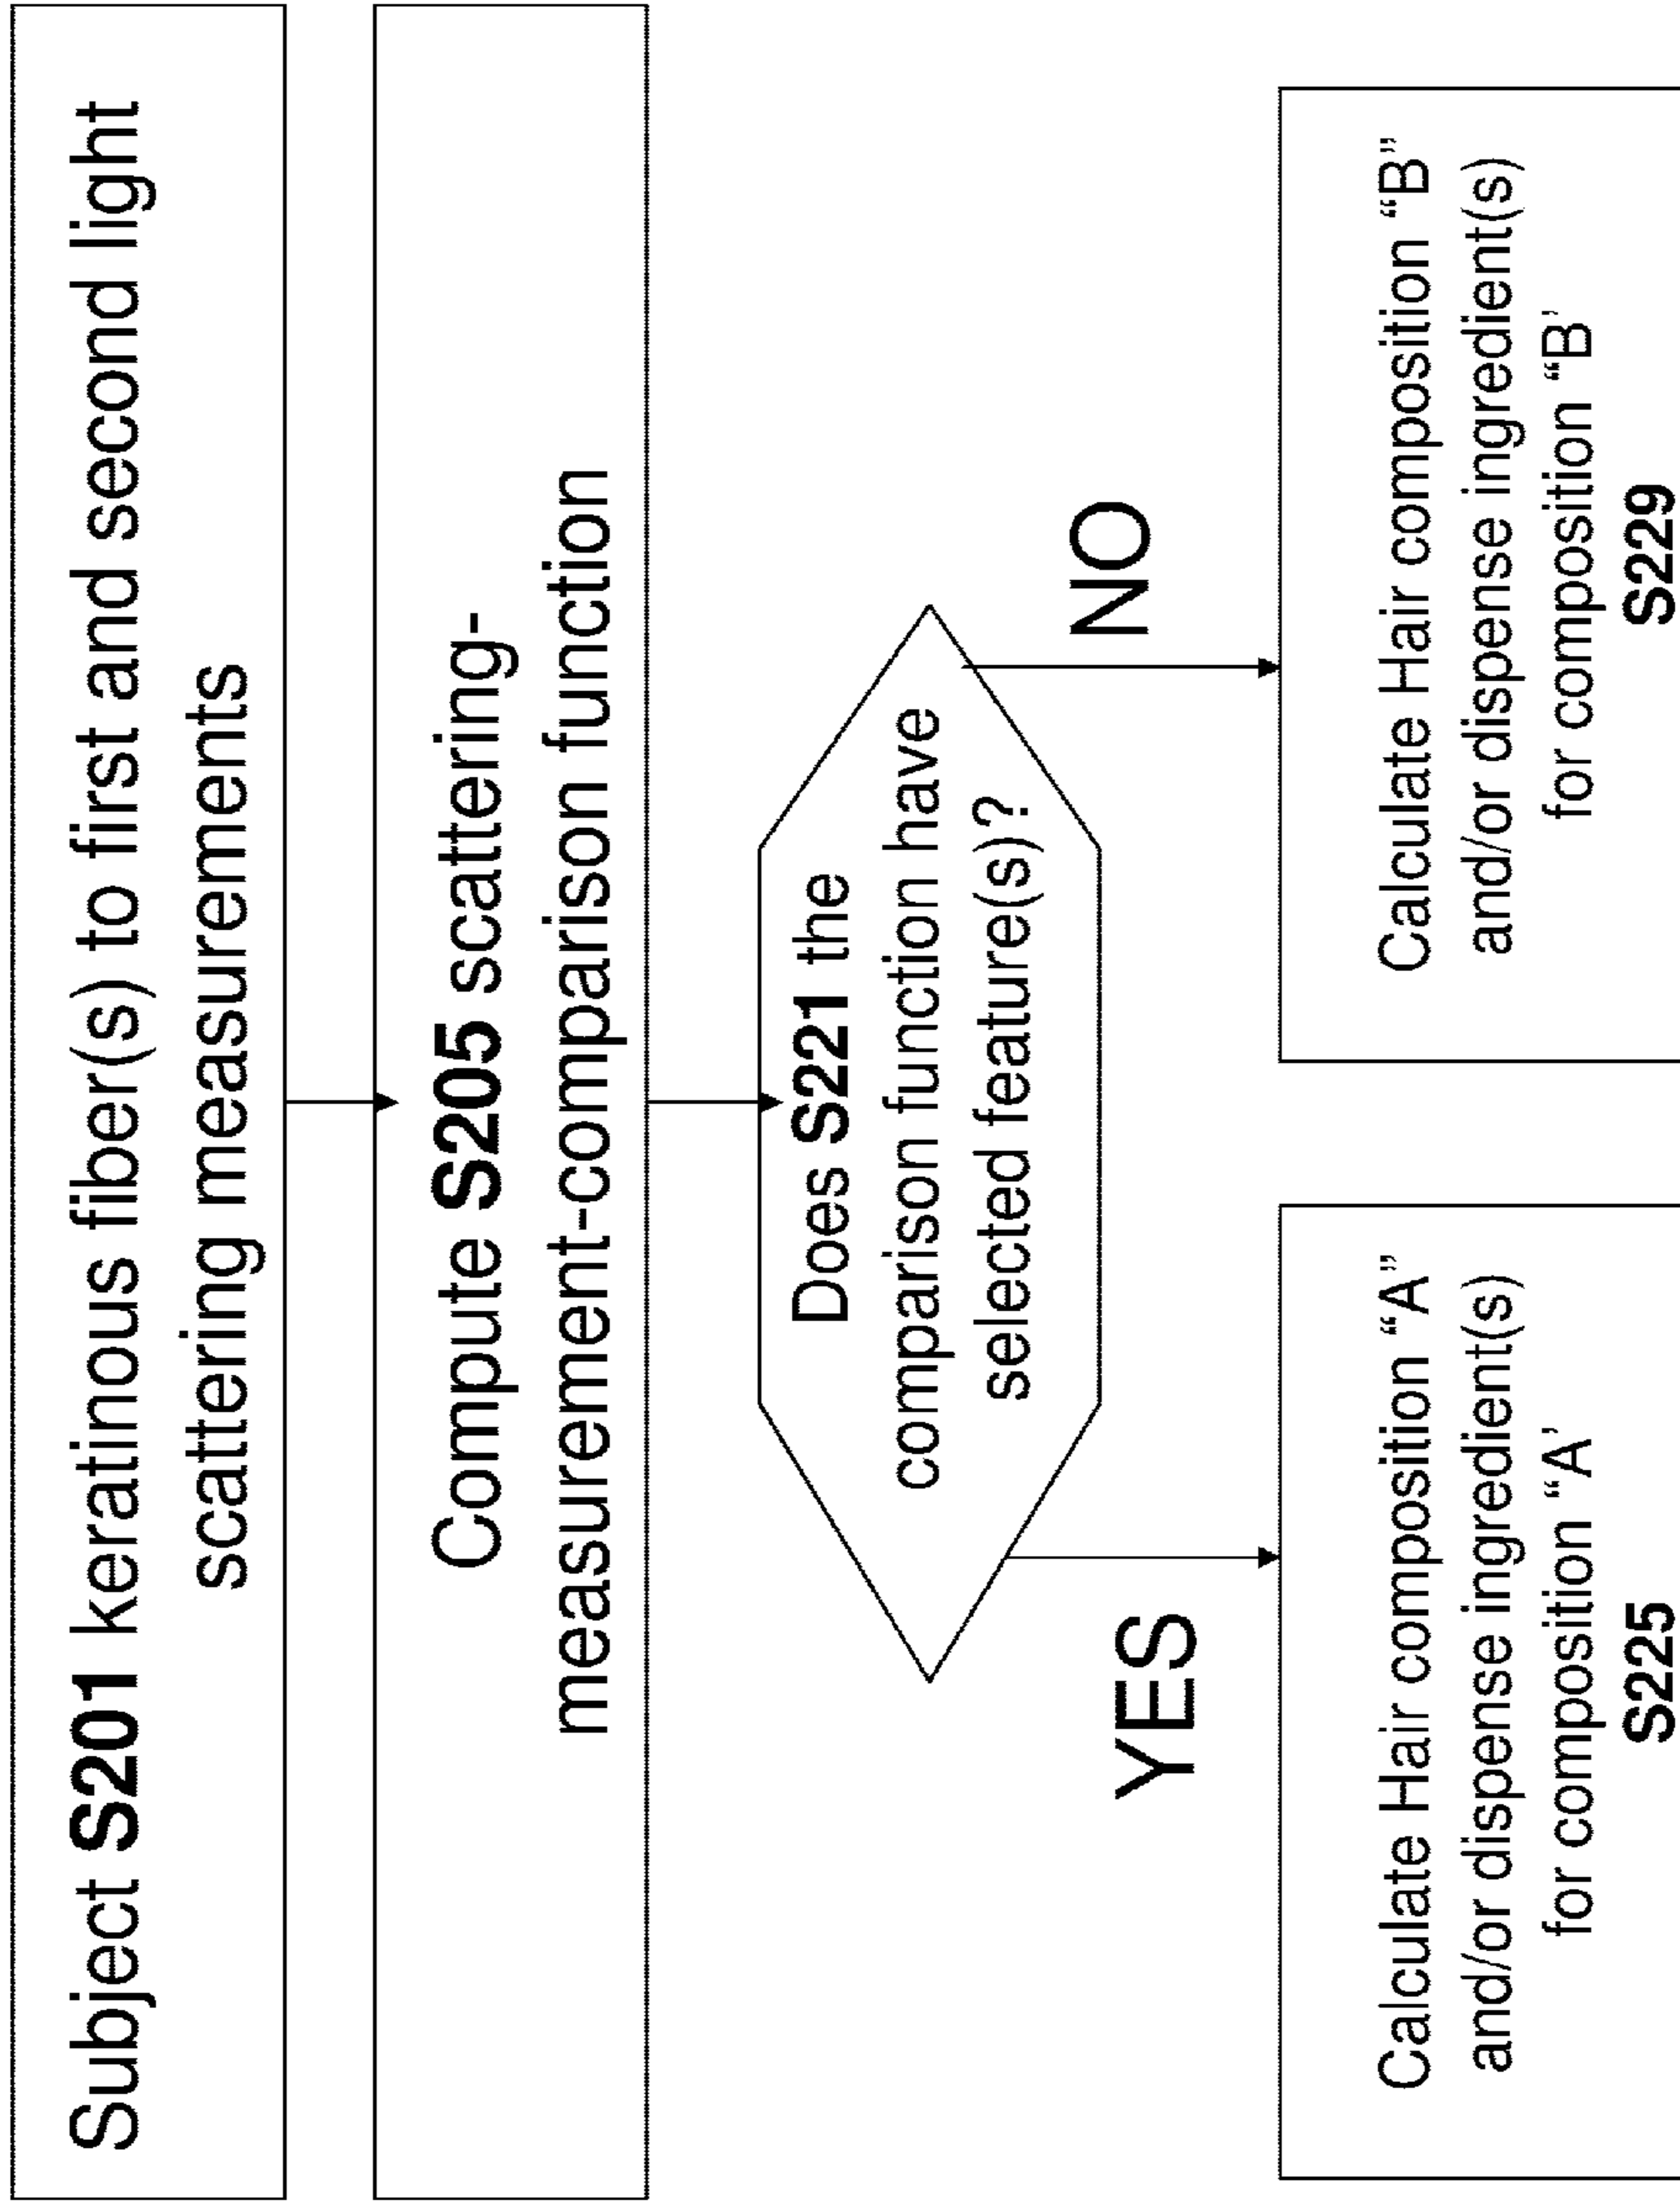 Subject S201 keratinous fiber(s) to first and second light
scattering measurements
Compute S205 scattering-
measurement-comparison function
Does S221 the
comparison function have
selected feature(s)?
YES
NO
Calculate Hair composition “A”
and/or dispense ingredient(s)
for composition “A’
S225
Calculate Hair composition “B”
and/or dispense ingredient(s)
for composition “B’
S229